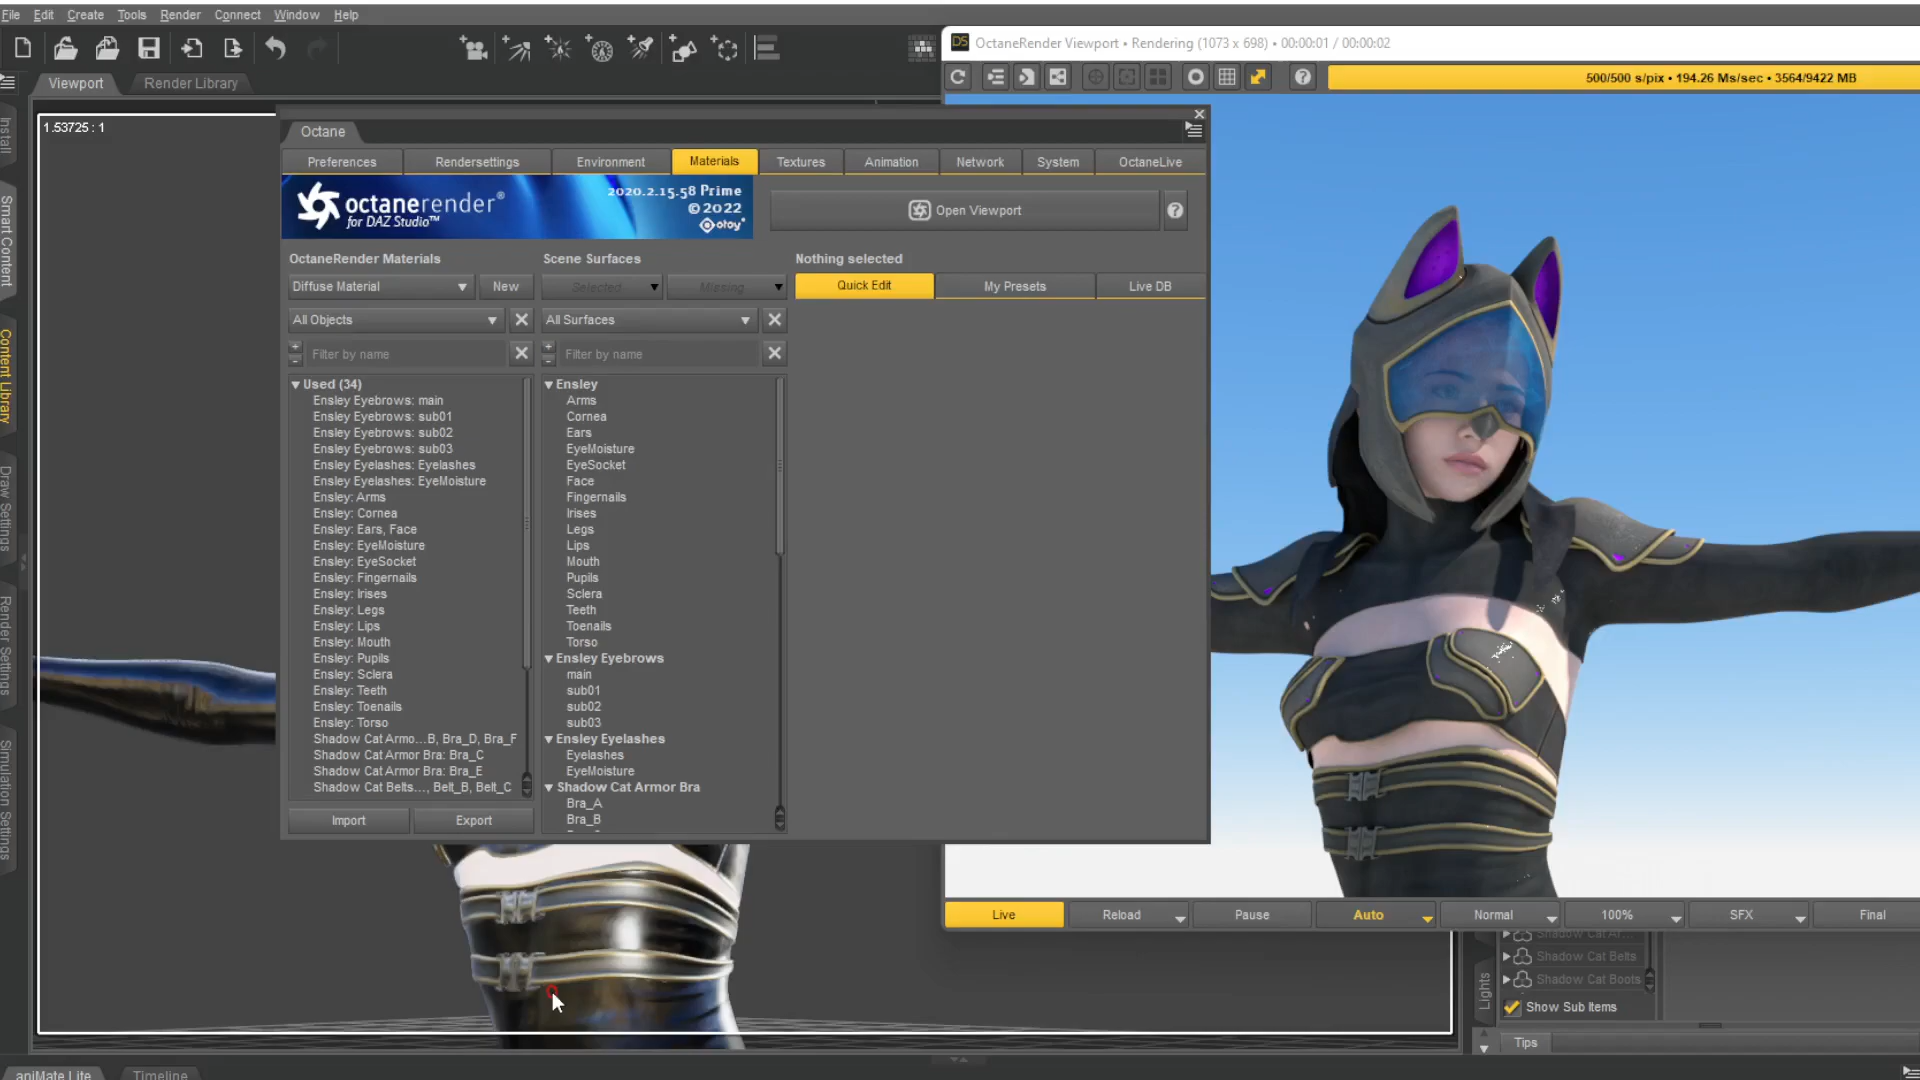 File Edit Create Tools Render Connect Window Help
OctaneRender Viewport • Rendering (1073 x 698) • 00:00:01 / 00:00:02
500/500 s/pix • 194.26 Ms/sec • 3564/9422 MB
Viewport
Render Library
1.53725 : 1
Install
Smart Content
Content Library
Draw Settings
Render Settings
Simulation Settings
Octane
Preferences
Rendersettings
Environment
Materials
Textures
Animation
Network
System
OctaneLive
octanerender®
for DAZ Studio™
2020.2.15.58 Prime
© 2022
otoy
Open Viewport
OctaneRender Materials
Diffuse Material
New
All Objects
Filter by name
Used (34)
Ensley Eyebrows: main
Ensley Eyebrows: sub01
Ensley Eyebrows: sub02
Ensley Eyebrows: sub03
Ensley Eyelashes: Eyelashes
Ensley Eyelashes: EyeMoisture
Ensley: Arms
Ensley: Cornea
Ensley: Ears, Face
Ensley: EyeMoisture
Ensley: EyeSocket
Ensley: Fingernails
Ensley: Irises
Ensley: Legs
Ensley: Lips
Ensley: Mouth
Ensley: Pupils
Ensley: Sclera
Ensley: Teeth
Ensley: Toenails
Ensley: Torso
Shadow Cat Armo...B, Bra_D, Bra_F
Shadow Cat Armor Bra: Bra_C
Shadow Cat Armor Bra: Bra_E
Shadow Cat Belts..., Belt_B, Belt_C
Import
Export
Scene Surfaces
Selected
Missing
All Surfaces
Filter by name
Ensley
Arms
Cornea
Ears
EyeMoisture
EyeSocket
Face
Fingernails
Irises
Legs
Lips
Mouth
Pupils
Sclera
Teeth
Toenails
Torso
Ensley Eyebrows
main
sub01
sub02
sub03
Ensley Eyelashes
Eyelashes
EyeMoisture
Shadow Cat Armor Bra
Bra_A
Bra_B
Nothing selected
Quick Edit
My Presets
Live DB
Live
Reload
Pause
Auto
Normal
100%
SFX
Final
Shadow Cat Ar...
Shadow Cat Belts
Shadow Cat Boots
Lights
Show Sub Items
Tips
aniMate Lite
Timeline